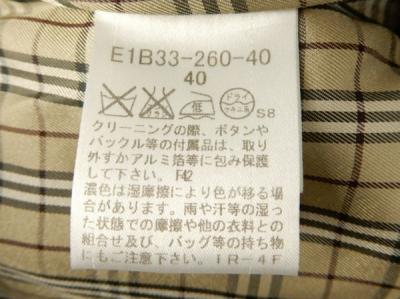 E1B33-260-40
40
低
ドライ
S8
クリーニングの際、ボタンや
バックル等の付属品は、取り
外すかアルミ箔等に包み保護
して下さい。F42
濃色は湿摩擦により色が移る場
合があります。雨や汗等の湿っ
た状態での摩擦や他の衣料との
組合せ及び、バッグ等の持ち物
にもご注意下さい。IR-4F